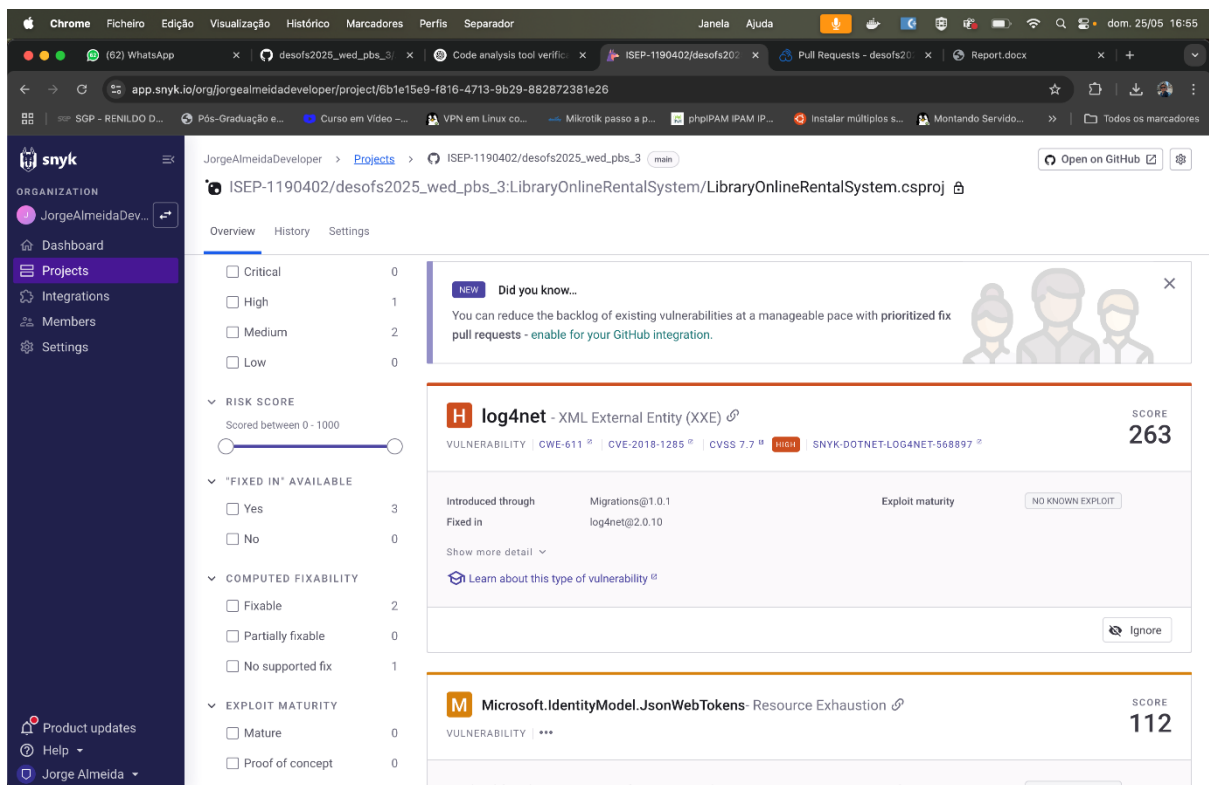 Chrome Ficheiro Edição Visualização Histórico Marcadores Perfis Separador Janela Ajuda dom. 25/05 16:55
(62) WhatsApp desofs2025_wed_pbs_3/ Code analysis tool verifica ISEP-1190402/desofs202 Pull Requests - desofs20 Report.docx
app.snyk.io/org/jorgealmeidadeveloper/project/6b1e15e9-f816-4713-9b29-882872381e26
SGP - RENILDO D... Pós-Graduação e... Curso em Vídeo –... VPN em Linux co... Mikrotik passo a p... phpIPAM IPAM IP... Instalar múltiplos s... Montando Servido... Todos os marcadores
snyk
ORGANIZATION
J JorgeAlmeidaDev...
Dashboard
Projects
Integrations
Members
Settings
Product updates
Help
Jorge Almeida
JorgeAlmeidaDeveloper > Projects > ISEP-1190402/desofs2025_wed_pbs_3 main
Open on GitHub
ISEP-1190402/desofs2025_wed_pbs_3:LibraryOnlineRentalSystem/LibraryOnlineRentalSystem.csproj
Overview History Settings
Critical 0
High 1
Medium 2
Low 0
RISK SCORE
Scored between 0 - 1000
"FIXED IN" AVAILABLE
Yes 3
No 0
COMPUTED FIXABILITY
Fixable 2
Partially fixable 0
No supported fix 1
EXPLOIT MATURITY
Mature 0
Proof of concept 0
NEW Did you know...
You can reduce the backlog of existing vulnerabilities at a manageable pace with prioritized fix
pull requests - enable for your GitHub integration.
H log4net - XML External Entity (XXE)
SCORE
263
VULNERABILITY | CWE-611 | CVE-2018-1285 | CVSS 7.7 HIGH | SNYK-DOTNET-LOG4NET-568897
Introduced through Migrations@1.0.1 Exploit maturity NO KNOWN EXPLOIT
Fixed in log4net@2.0.10
Show more detail
Learn about this type of vulnerability
Ignore
M Microsoft.IdentityModel.JsonWebTokens- Resource Exhaustion
SCORE
112
VULNERABILITY | •••